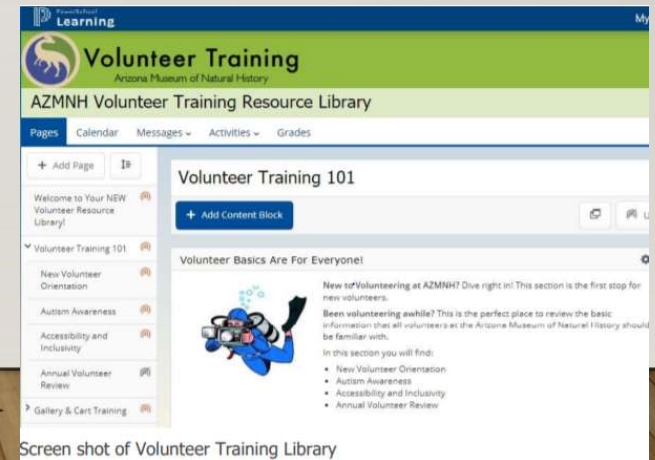 PowerSchool
Learning
My
Volunteer Training
Arizona Museum of Natural History
AZMNH Volunteer Training Resource Library
Pages Calendar Messages Activities Grades
+ Add Page
Welcome to Your NEW
Volunteer Resource
Library!
Volunteer Training 101
New Volunteer
Orientation
Autism Awareness
Accessibility and
Inclusivity
Annual Volunteer
Review
Gallery & Cart Training
Volunteer Training 101
+ Add Content Block
U
Volunteer Basics Are For Everyone!
New to Volunteering at AZMNH? Dive right in! This section is the first stop for
new volunteers.
Been volunteering awhile? This is the perfect place to review the basic
information that all volunteers at the Arizona Museum of Natural History should
be familiar with.
In this section you will find:
• New Volunteer Orientation
• Autism Awareness
• Accessibility and Inclusivity
• Annual Volunteer Review
Screen shot of Volunteer Training Library